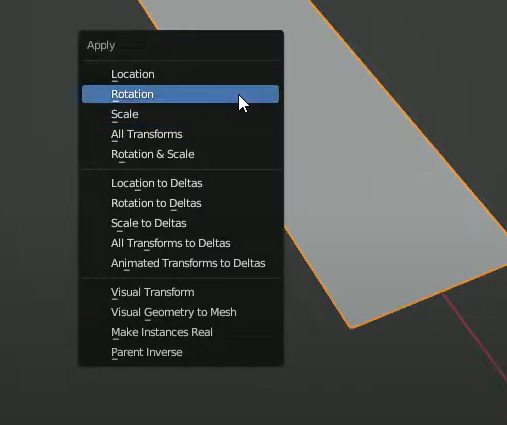 Apply
Location
Rotation
Scale
All Transforms
Rotation & Scale
Location to Deltas
Rotation to Deltas
Scale to Deltas
All Transforms to Deltas
Animated Transforms to Deltas
Visual Transform
Visual Geometry to Mesh
Make Instances Real
Parent Inverse